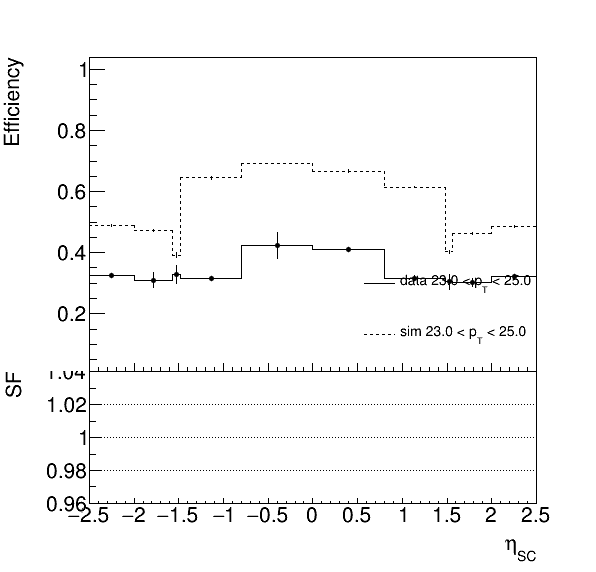 Efficiency
1
0.8
0.6
0.4
0.2
data 23.0 < p_T < 25.0
sim 23.0 < p_T < 25.0
SF
1.04
1.02
1
0.98
0.96
−2.5 −2 −1.5 −1 −0.5 0 0.5 1 1.5 2 2.5
η_SC